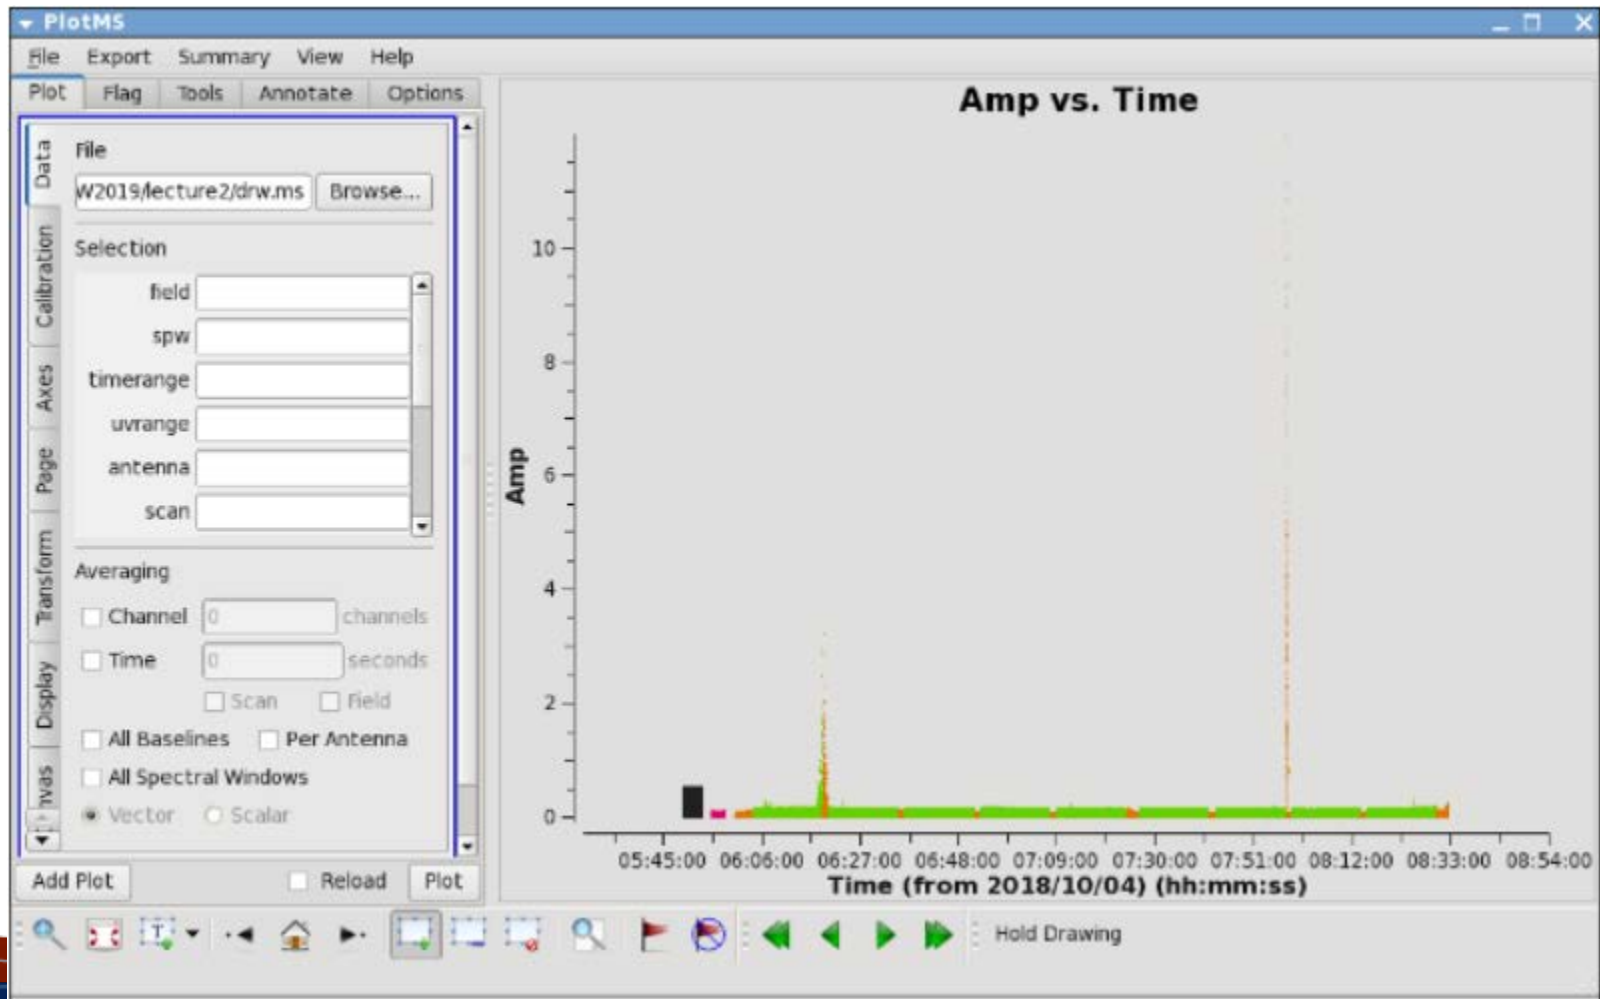 PlotMS
File Export Summary View Help
Plot Flag Tools Annotate Options
Data
Calibration
Axes
Page
Transform
Display
nvas
File
W2019/lecture2/drw.ms Browse...
Selection
field
spw
timerange
uvrange
antenna
scan
Averaging
Channel 0 channels
Time 0 seconds
Scan Field
All Baselines Per Antenna
All Spectral Windows
Vector Scalar
Add Plot Reload Plot
Amp vs. Time
Amp
10
8
6
4
2
0
05:45:00 06:06:00 06:27:00 06:48:00 07:09:00 07:30:00 07:51:00 08:12:00 08:33:00 08:54:00
Time (from 2018/10/04) (hh:mm:ss)
T
Hold Drawing